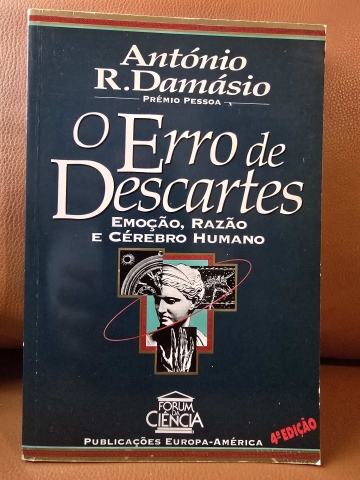 António
R. Damásio
PRÉMIO PESSOA
O Erro de
Descartes
EMOÇÃO, RAZÃO
E CÉREBRO HUMANO
FORUM
DA
CIÊNCIA
4ª EDIÇÃO
PUBLICAÇÕES EUROPA-AMÉRICA